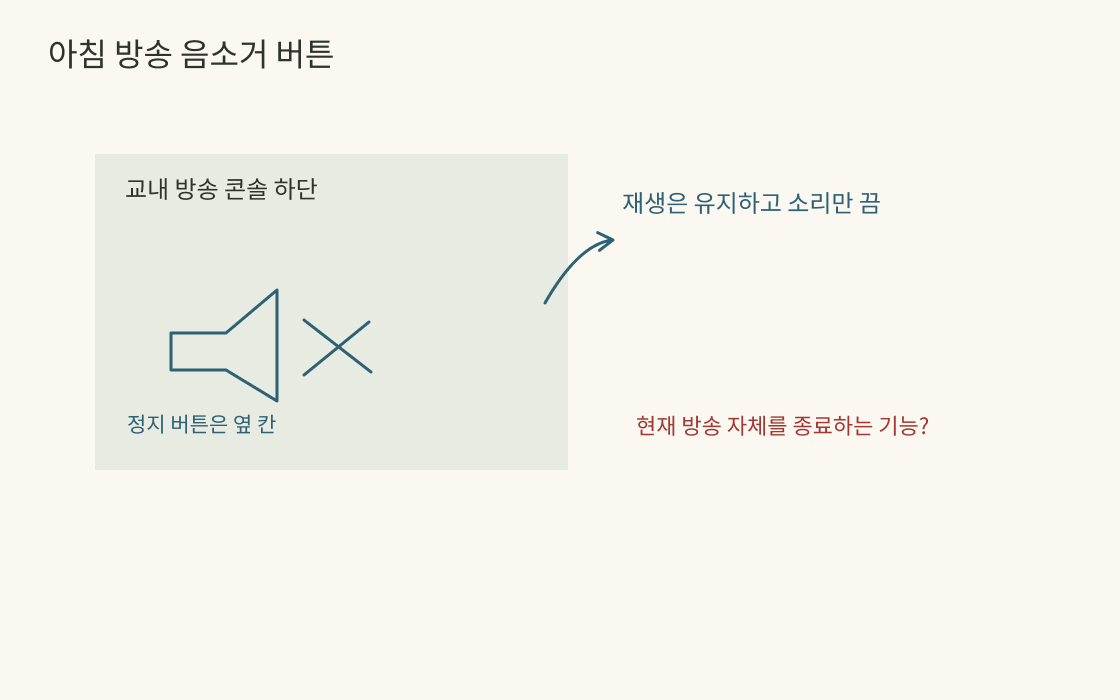 아침 방송 음소거 버튼
교내 방송 콘솔 하단
재생은 유지하고 소리만 끔
정지 버튼은 옆 칸
현재 방송 자체를 종료하는 기능?